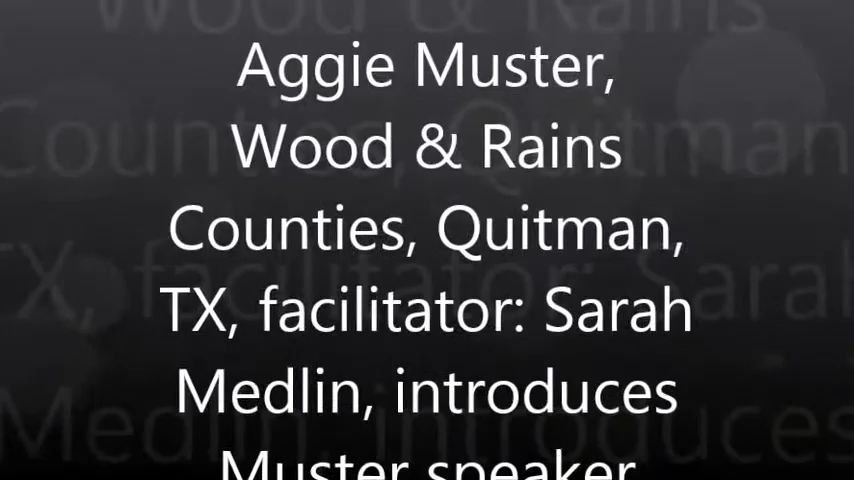 Aggie Muster,
Wood & Rains
Counties, Quitman,
TX, facilitator: Sarah
Medlin, introduces
Muster speaker